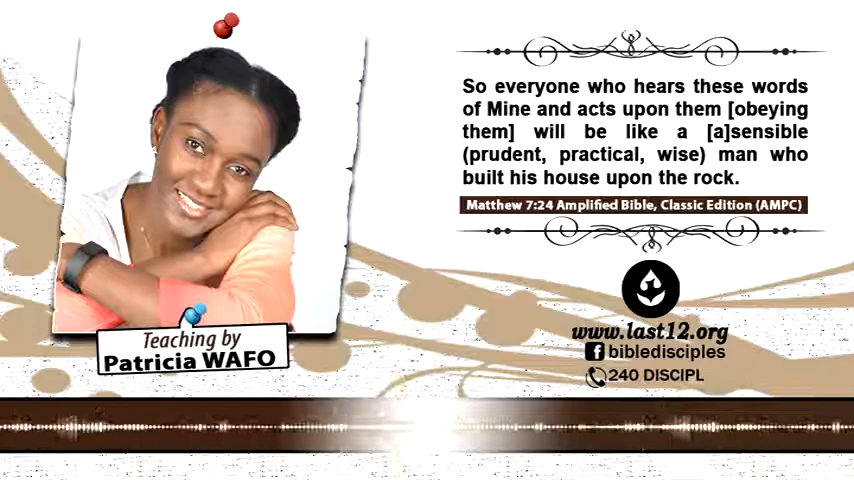 So everyone who hears these words
of Mine and acts upon them [obeying
them] will be like a [a]sensible
(prudent, practical, wise) man who
built his house upon the rock.
Matthew 7:24 Amplified Bible, Classic Edition (AMPC)
www.last12.org
f bibledisciples
240 DISCIPL
Teaching by
Patricia WAFO